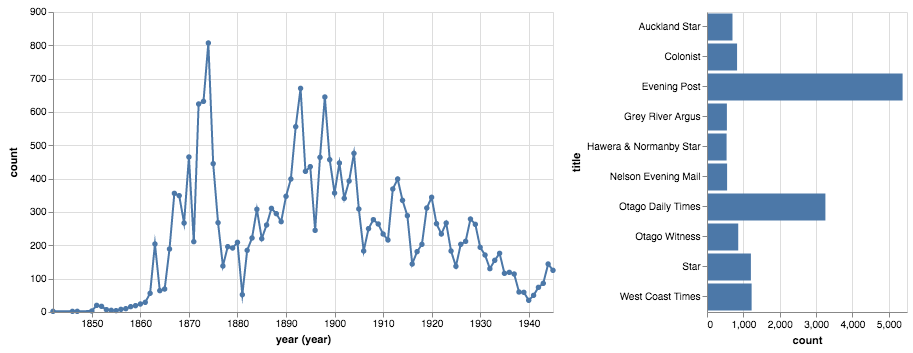 900
800
700
600
500
400
300
200
100
0
count
1850 1860 1870 1880 1890 1900 1910 1920 1930 1940
year (year)
title
Auckland Star
Colonist
Evening Post
Grey River Argus
Hawera & Normanby Star
Nelson Evening Mail
Otago Daily Times
Otago Witness
Star
West Coast Times
0 1,000 2,000 3,000 4,000 5,000
count